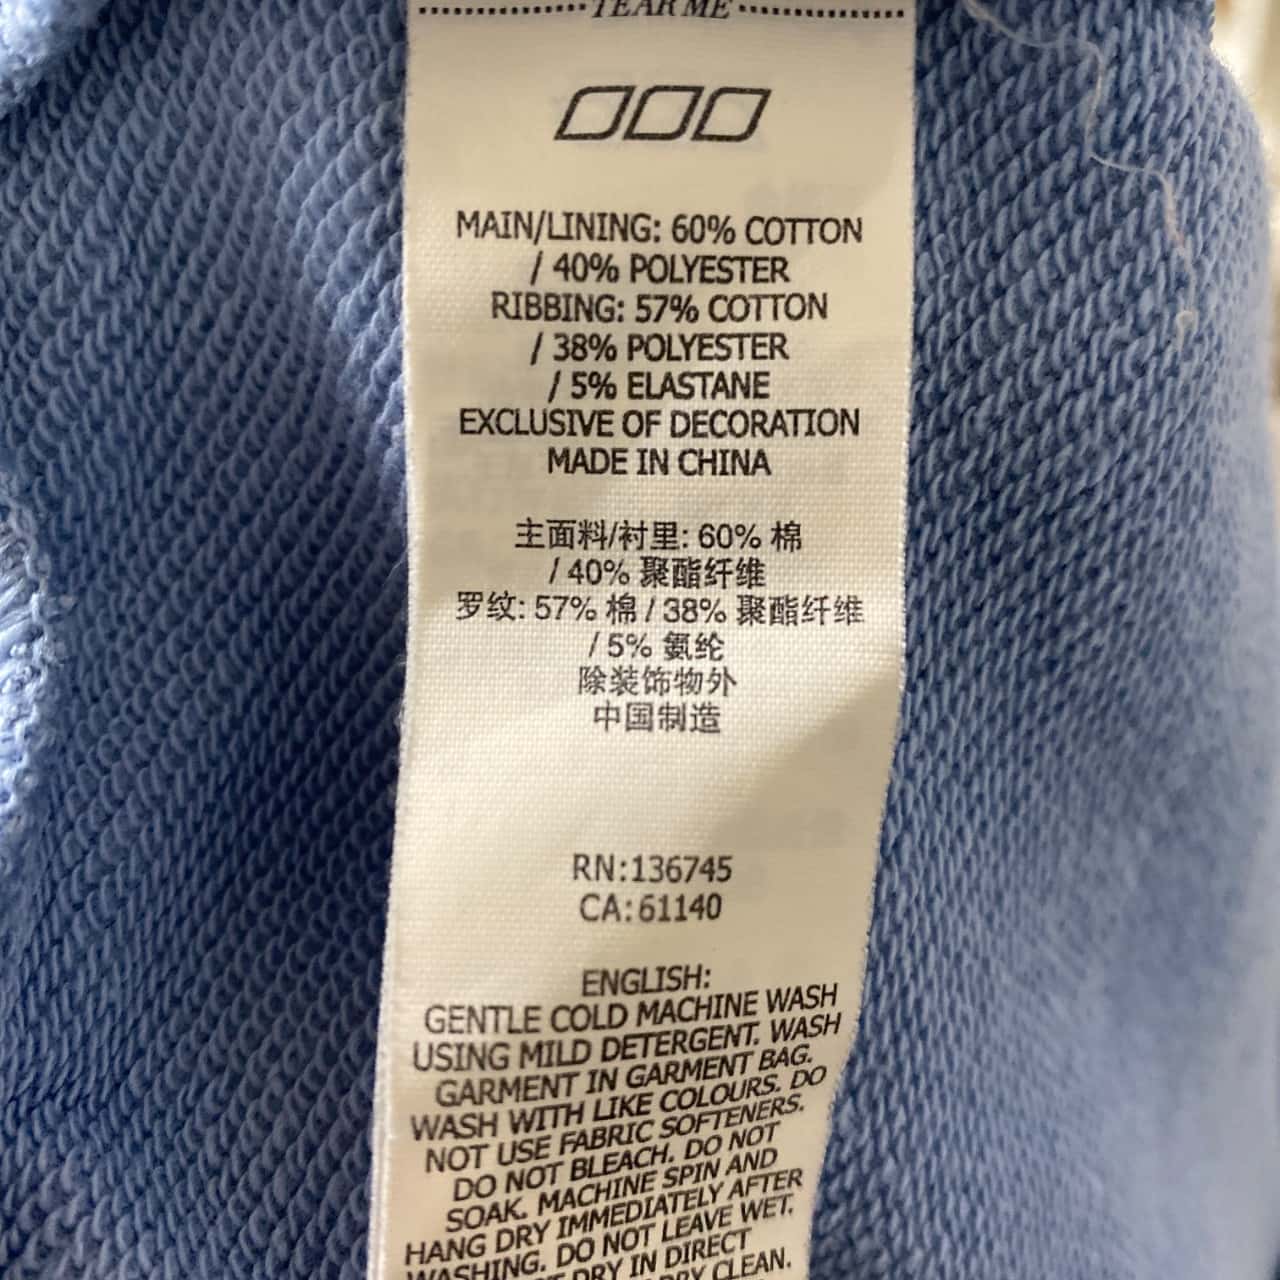 TEAR ME
MAIN/LINING: 60% COTTON
/ 40% POLYESTER
RIBBING: 57% COTTON
/ 38% POLYESTER
/ 5% ELASTANE
EXCLUSIVE OF DECORATION
MADE IN CHINA
主面料/衬里: 60% 棉
/ 40% 聚酯纤维
罗纹: 57% 棉 / 38% 聚酯纤维
/ 5% 氨纶
除装饰物外
中国制造
RN:136745
CA:61140
ENGLISH:
GENTLE COLD MACHINE WASH
USING MILD DETERGENT. WASH
GARMENT IN GARMENT BAG.
WASH WITH LIKE COLOURS. DO
NOT USE FABRIC SOFTENERS.
DO NOT BLEACH. DO NOT
SOAK. MACHINE SPIN AND
HANG DRY IMMEDIATELY AFTER
WASHING. DO NOT LEAVE WET.
DRY IN DIRECT
DRY CLEAN.